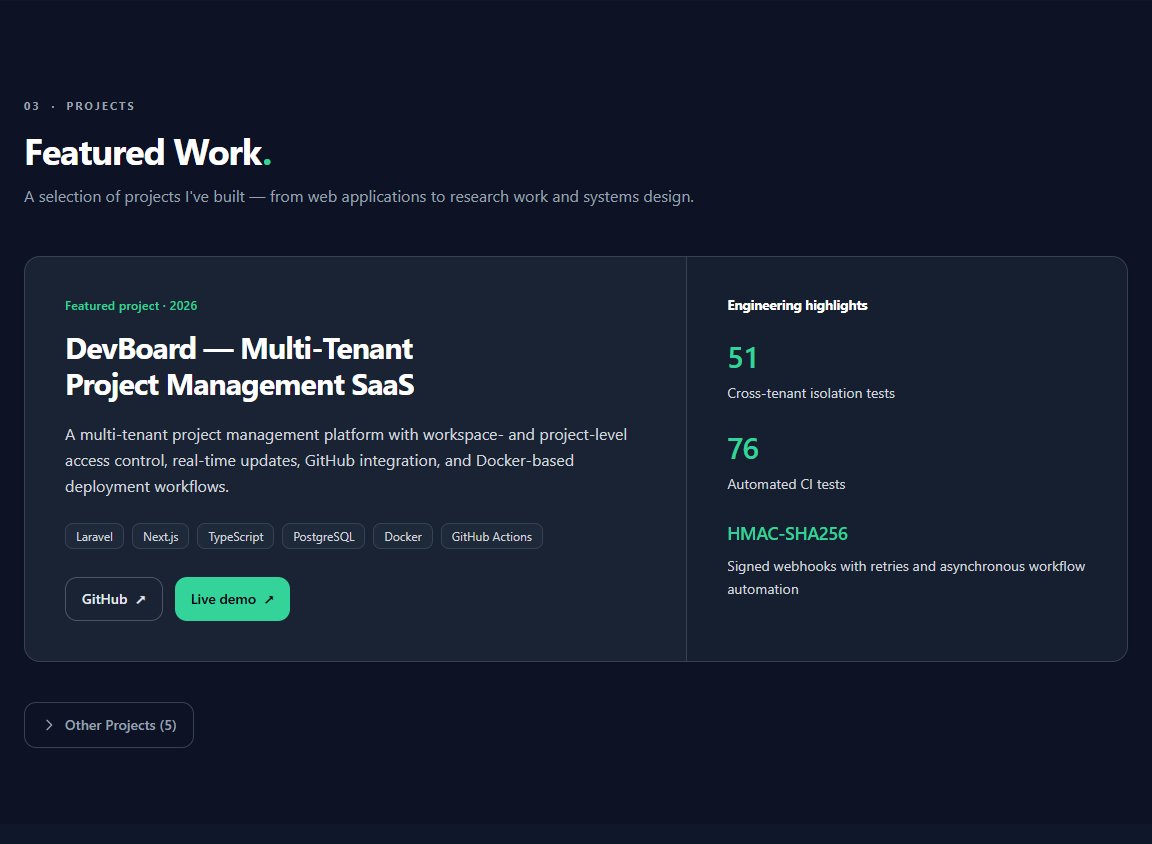 03 · PROJECTS
Featured Work.
A selection of projects I've built — from web applications to research work and systems design.
Featured project · 2026
DevBoard — Multi-Tenant
Project Management SaaS
A multi-tenant project management platform with workspace- and project-level
access control, real-time updates, GitHub integration, and Docker-based
deployment workflows.
Laravel
Next.js
TypeScript
PostgreSQL
Docker
GitHub Actions
GitHub ↗
Live demo ↗
Engineering highlights
51
Cross-tenant isolation tests
76
Automated CI tests
HMAC-SHA256
Signed webhooks with retries and asynchronous workflow
automation
Other Projects (5)